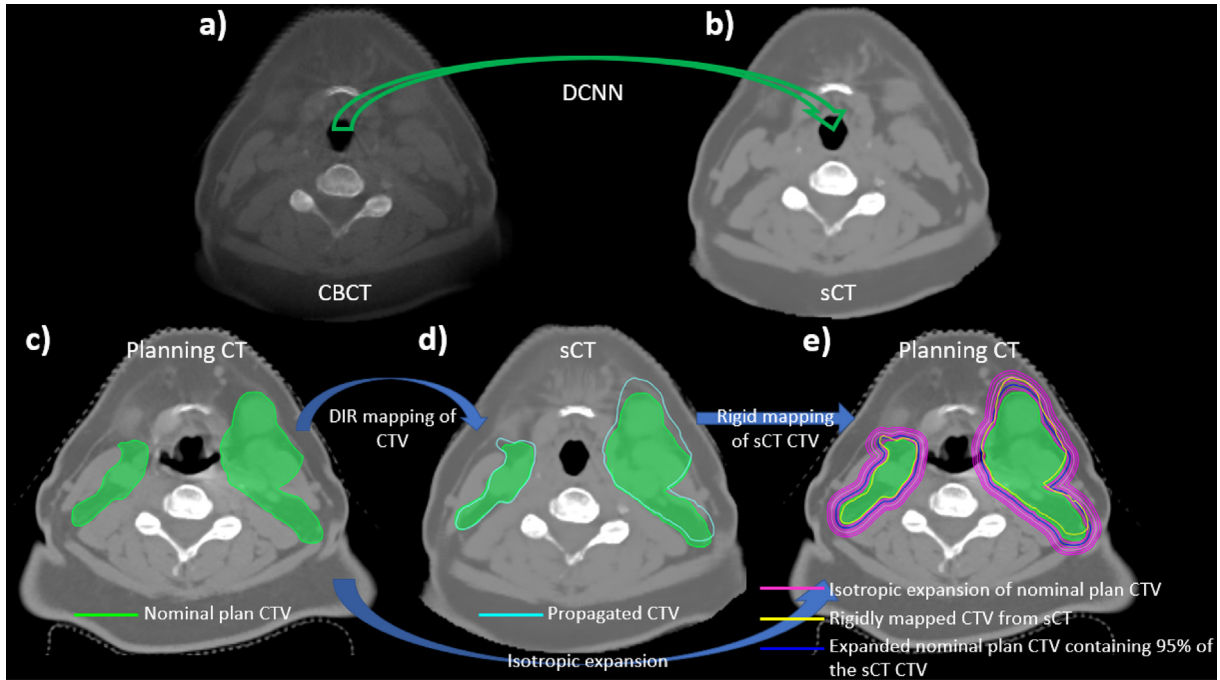 a)
b)
DCNN
CBCT
sCT
c)
Planning CT
d)
sCT
e)
Planning CT
DIR mapping of
CTV
Rigid mapping
of sCT CTV
Nominal plan CTV
Propagated CTV
Isotropic expansion
Isotropic expansion of nominal plan CTV
Rigidly mapped CTV from sCT
Expanded nominal plan CTV containing 95% of
the sCT CTV